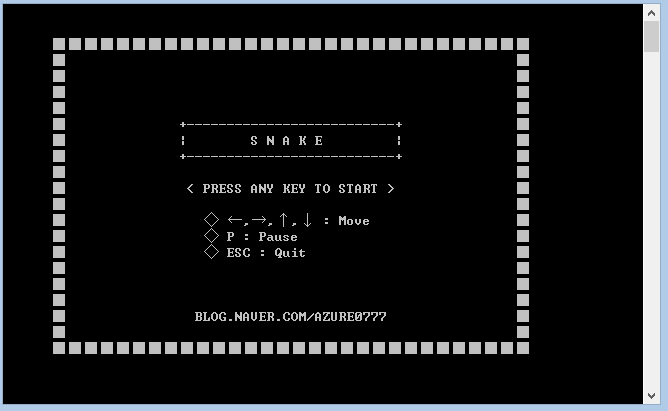 +--------------------------+
¦        S N A K E         ¦
+--------------------------+
< PRESS ANY KEY TO START >
◇ ←,→,↑,↓ : Move
◇ P : Pause
◇ ESC : Quit
BLOG.NAVER.COM/AZURE0777